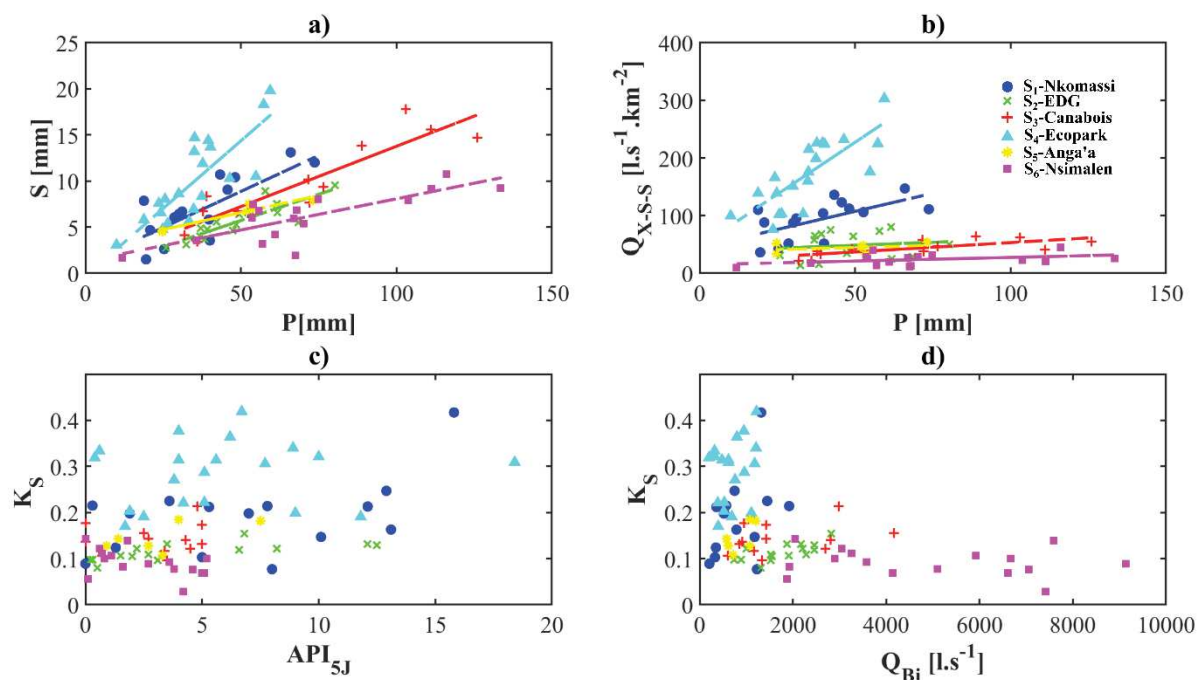 a)
25
20
15
10
5
0
S [mm]
0 50 100 150
P[mm]
b)
400
300
200
100
0
Q_X-S-S [l.s⁻¹.km⁻²]
S₁-Nkomassi
S₂-EDG
S₃-Canabois
S₄-Ecopark
S₅-Anga'a
S₆-Nsimalen
0 50 100 150
P [mm]
c)
0.4
0.3
0.2
0.1
0
K_S
0 5 10 15 20
API_5J
d)
0.4
0.3
0.2
0.1
0
K_S
0 2000 4000 6000 8000 10000
Q_Bi [l.s⁻¹]